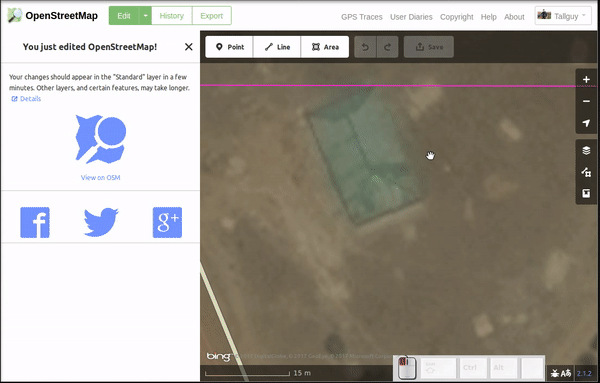 OpenStreetMap
Edit
History
Export
GPS Traces
User Diaries
Copyright
Help
About
Tallguy
You just edited OpenStreetMap!
Your changes should appear in the "Standard" layer in a few
minutes. Other layers, and certain features, may take longer.
Details
View on OSM
Point
Line
Area
Save
bing
15 m
Ctrl
Alt
2.1.2